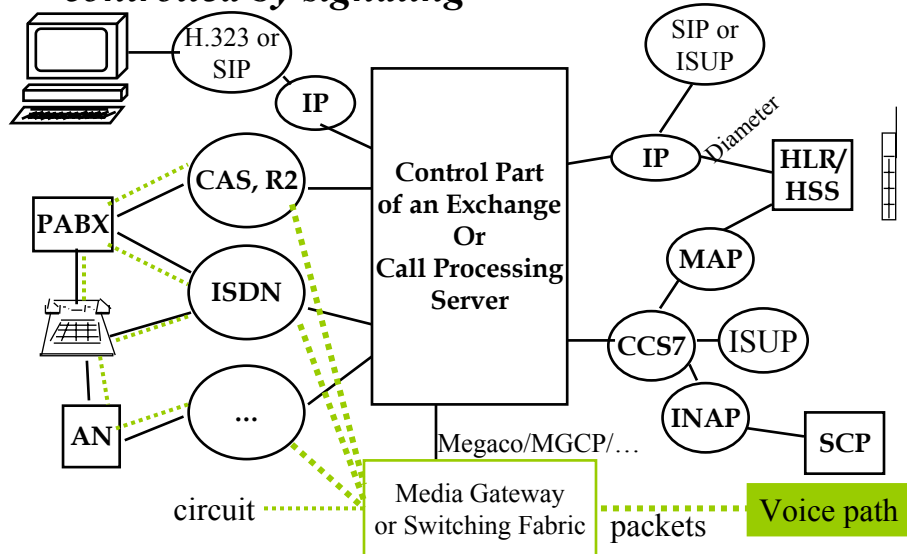 controlled by signaling
H.323 or
SIP
IP
SIP or
ISUP
IP
Diameter
HLR/
HSS
CAS, R2
PABX
Control Part
of an Exchange
Or
Call Processing
Server
MAP
ISDN
CCS7
ISUP
...
AN
INAP
SCP
Megaco/MGCP/…
circuit
Media Gateway
or Switching Fabric
packets
Voice path